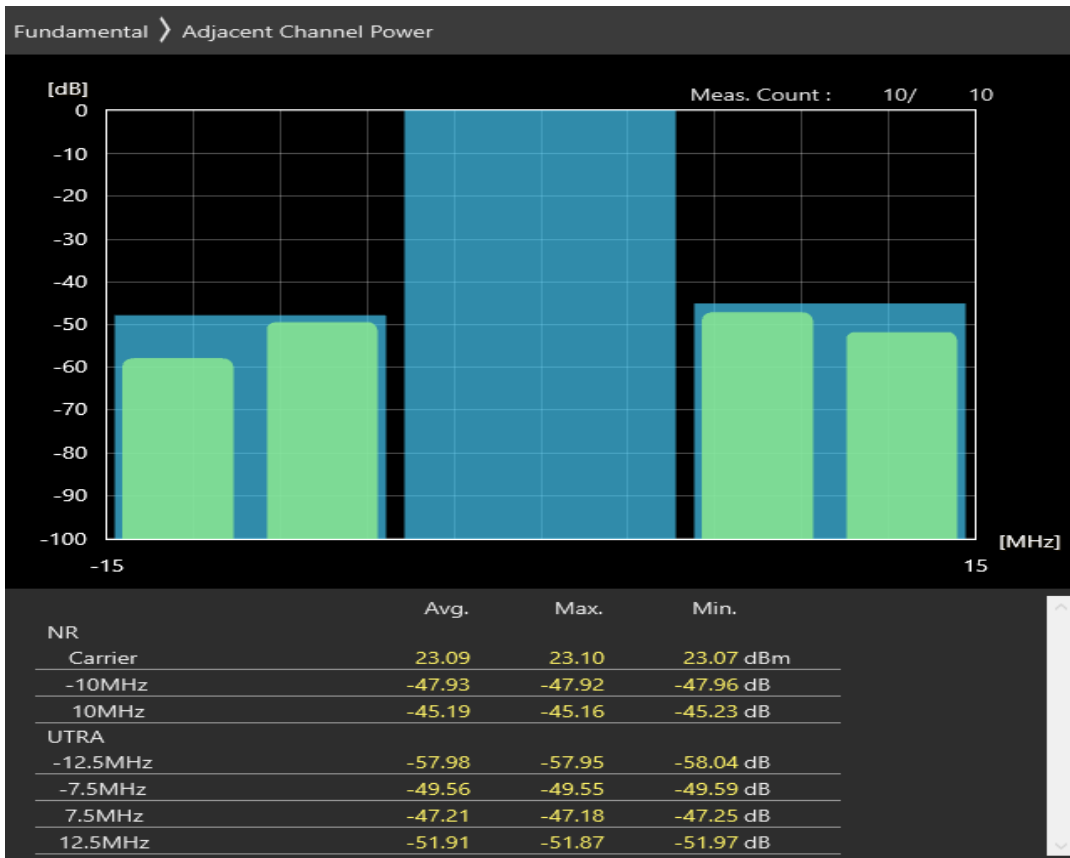 Fundamental ❯ Adjacent Channel Power
[dB]
Meas. Count : 10/ 10
0
-10
-20
-30
-40
-50
-60
-70
-80
-90
-100
[MHz]
-15 15
Avg. Max. Min.
NR
Carrier 23.09 23.10 23.07 dBm
-10MHz -47.93 -47.92 -47.96 dB
10MHz -45.19 -45.16 -45.23 dB
UTRA
-12.5MHz -57.98 -57.95 -58.04 dB
-7.5MHz -49.56 -49.55 -49.59 dB
7.5MHz -47.21 -47.18 -47.25 dB
12.5MHz -51.91 -51.87 -51.97 dB